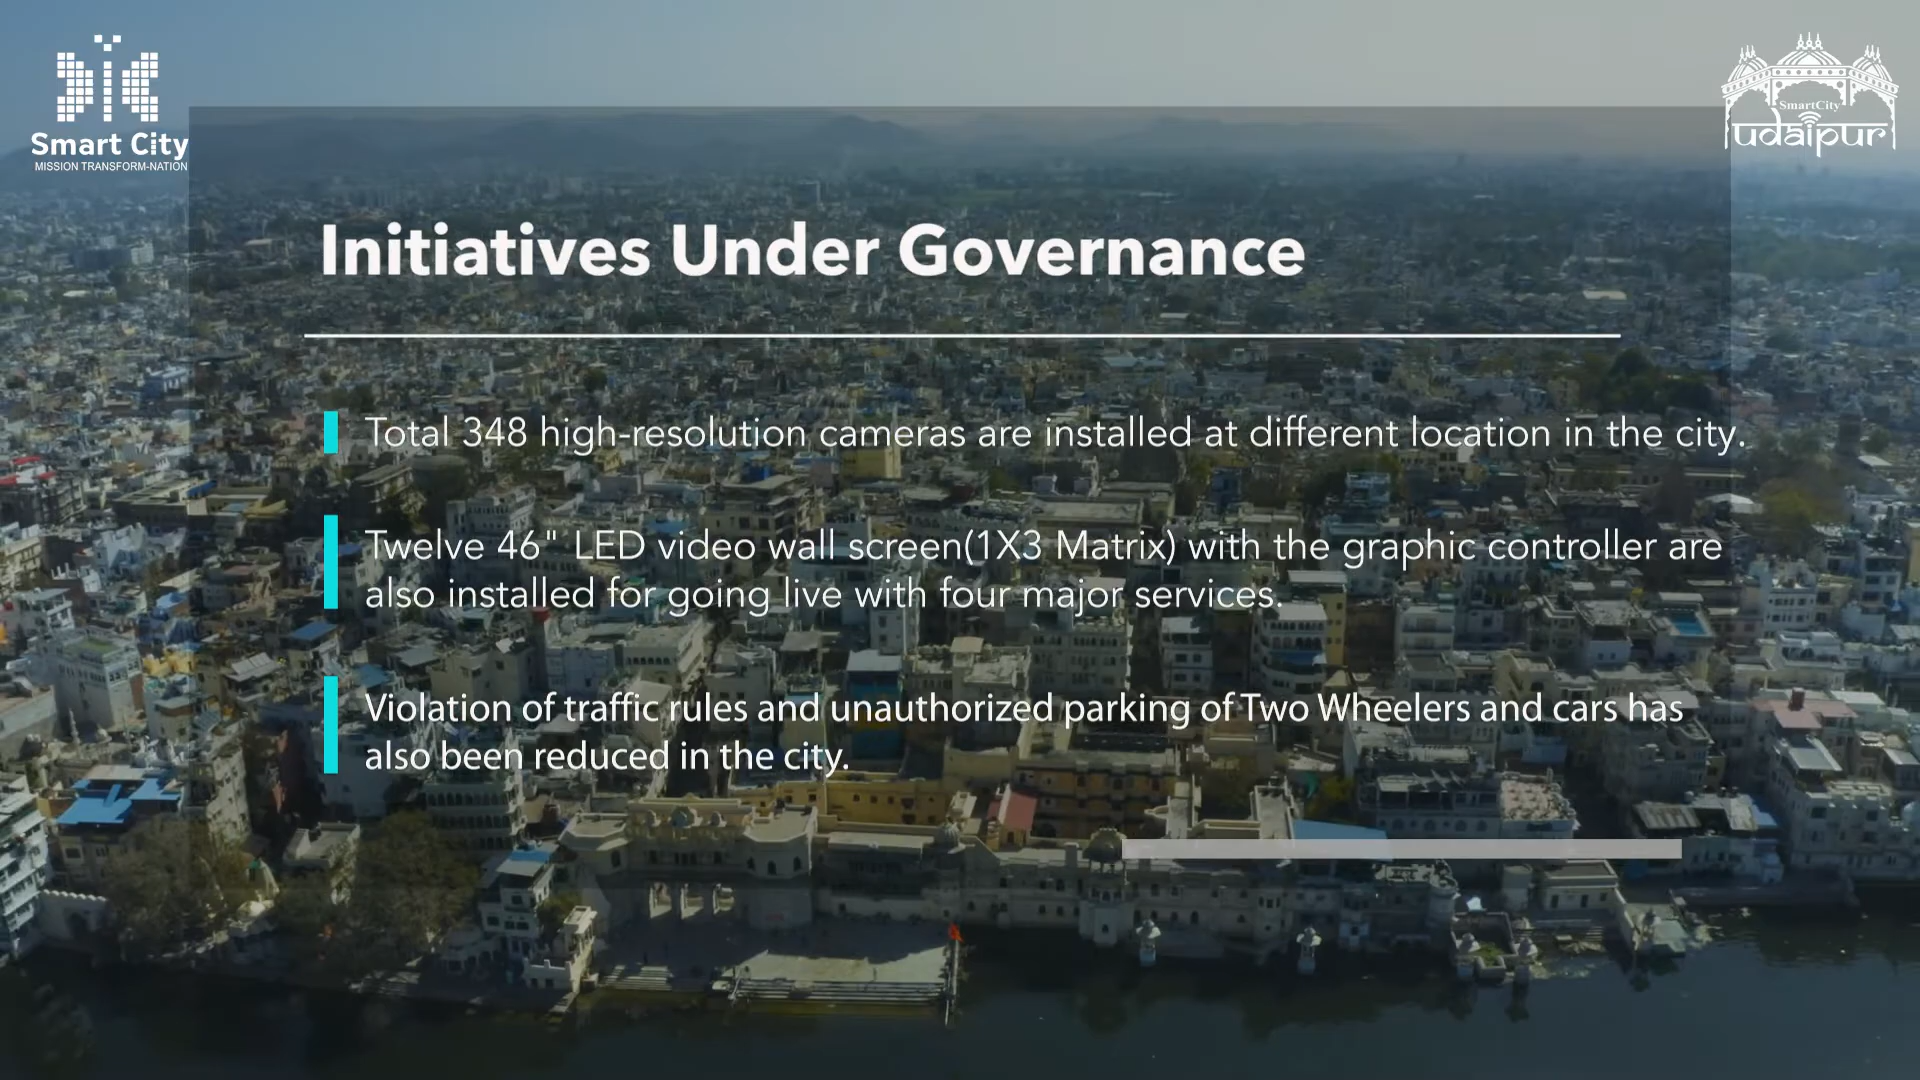 Smart City
MISSION TRANSFORM-NATION
SmartCity
udaipur
Initiatives Under Governance
Total 348 high-resolution cameras are installed at different location in the city.
Twelve 46" LED video wall screen(1X3 Matrix) with the graphic controller are
also installed for going live with four major services.
Violation of traffic rules and unauthorized parking of Two Wheelers and cars has
also been reduced in the city.